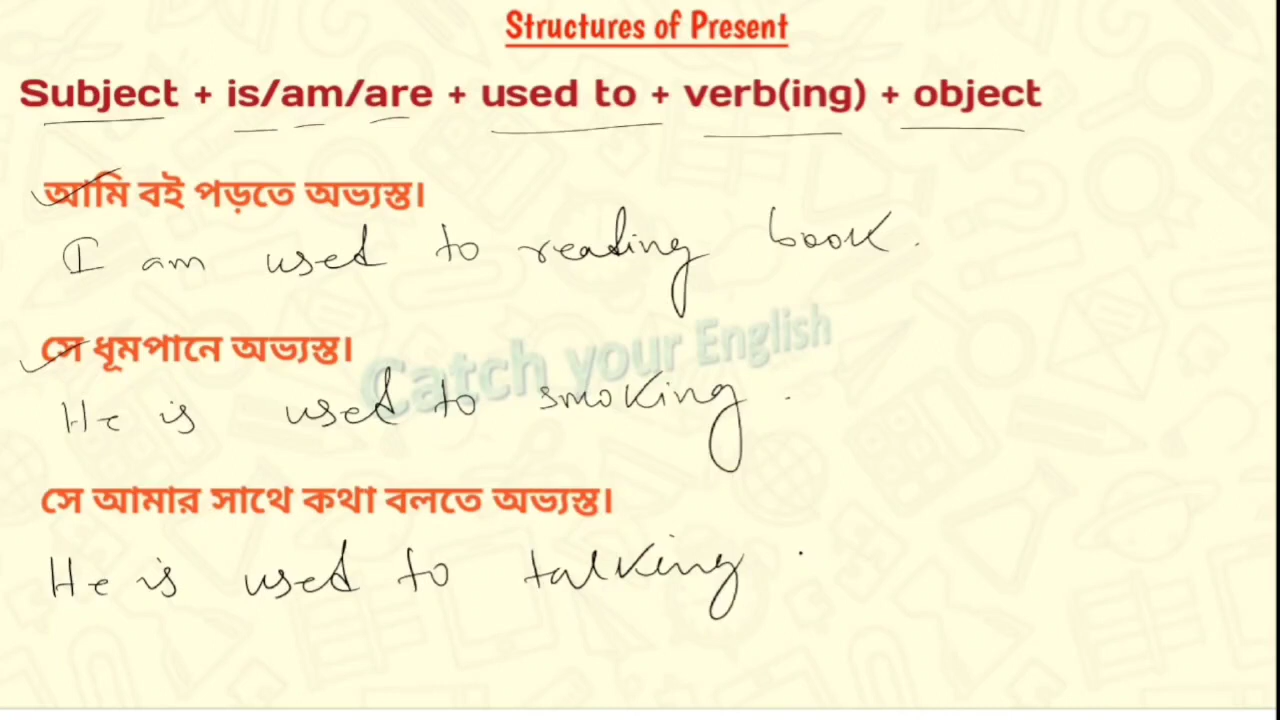 Structures of Present
Subject + is/am/are + used to + verb(ing) + object
আমি বই পড়তে অভ্যস্ত।
I am used to reading book.
সে ধূমপানে অভ্যস্ত।
Catch your English
He is used to smoking.
সে আমার সাথে কথা বলতে অভ্যস্ত।
He is used to talking.